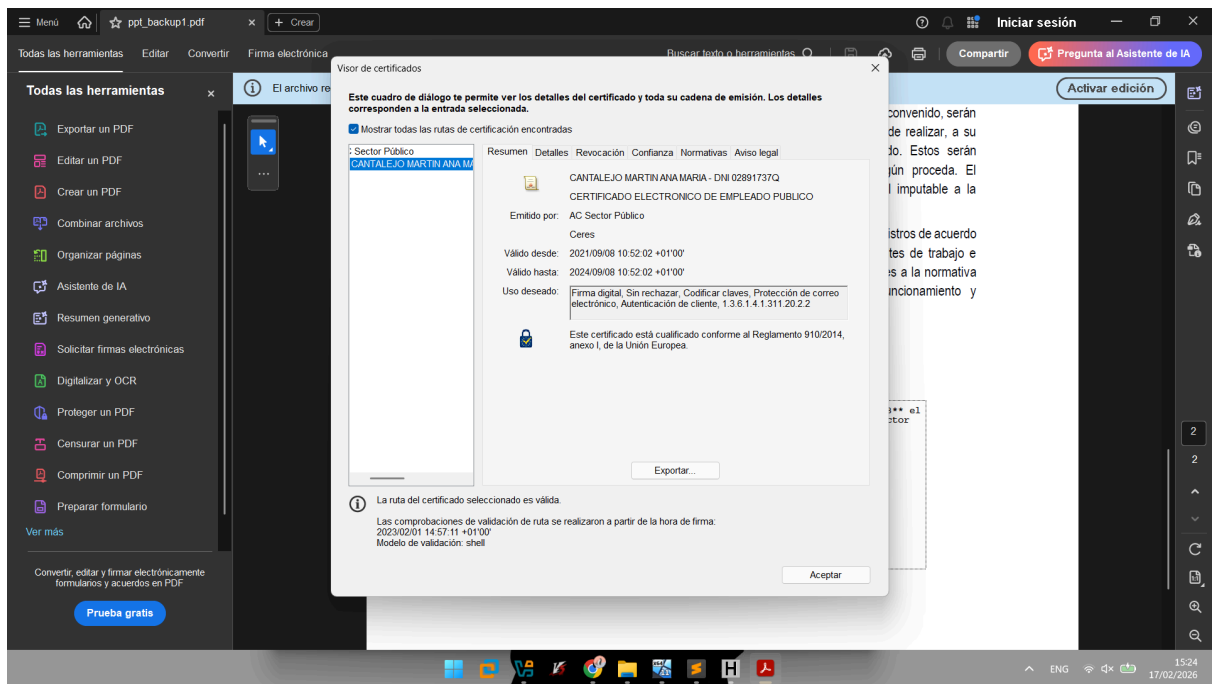 Menú
ppt_backup1.pdf
Crear
Iniciar sesión
Todas las herramientas Editar Convertir Firma electrónica
Buscar texto o herramientas
Compartir
Pregunta al Asistente de IA
Todas las herramientas
Exportar un PDF
Editar un PDF
Crear un PDF
Combinar archivos
Organizar páginas
Asistente de IA
Resumen generativo
Solicitar firmas electrónicas
Digitalizar y OCR
Proteger un PDF
Censurar un PDF
Comprimir un PDF
Preparar formulario
Ver más
Convertir, editar y firmar electrónicamente
formularios y acuerdos en PDF
Prueba gratis
El archivo re
Activar edición
Visor de certificados
Este cuadro de diálogo te permite ver los detalles del certificado y toda su cadena de emisión. Los detalles
corresponden a la entrada seleccionada.
Mostrar todas las rutas de certificación encontradas
Sector Público
CANTALEJO MARTIN ANA MA
Resumen Detalles Revocación Confianza Normativas Aviso legal
CANTALEJO MARTIN ANA MARIA - DNI 02891737Q
CERTIFICADO ELECTRONICO DE EMPLEADO PUBLICO
Emitido por: AC Sector Público
Ceres
Válido desde: 2021/09/08 10:52:02 +01'00'
Válido hasta: 2024/09/08 10:52:02 +01'00'
Uso deseado: Firma digital, Sin rechazar, Codificar claves, Protección de correo
electrónico, Autenticación de cliente, 1.3.6.1.4.1.311.20.2.2
Este certificado está cualificado conforme al Reglamento 910/2014,
anexo I, de la Unión Europea.
Exportar...
La ruta del certificado seleccionado es válida.
Las comprobaciones de validación de ruta se realizaron a partir de la hora de firma:
2023/02/01 14:57:11 +01'00'
Modelo de validación: shell
Aceptar
convenido, serán
de realizar, a su
do. Estos serán
gún proceda. El
l imputable a la
istros de acuerdo
tes de trabajo e
es a la normativa
uncionamiento y
8** el
ctor
2
2
ENG
15:24
17/02/2026